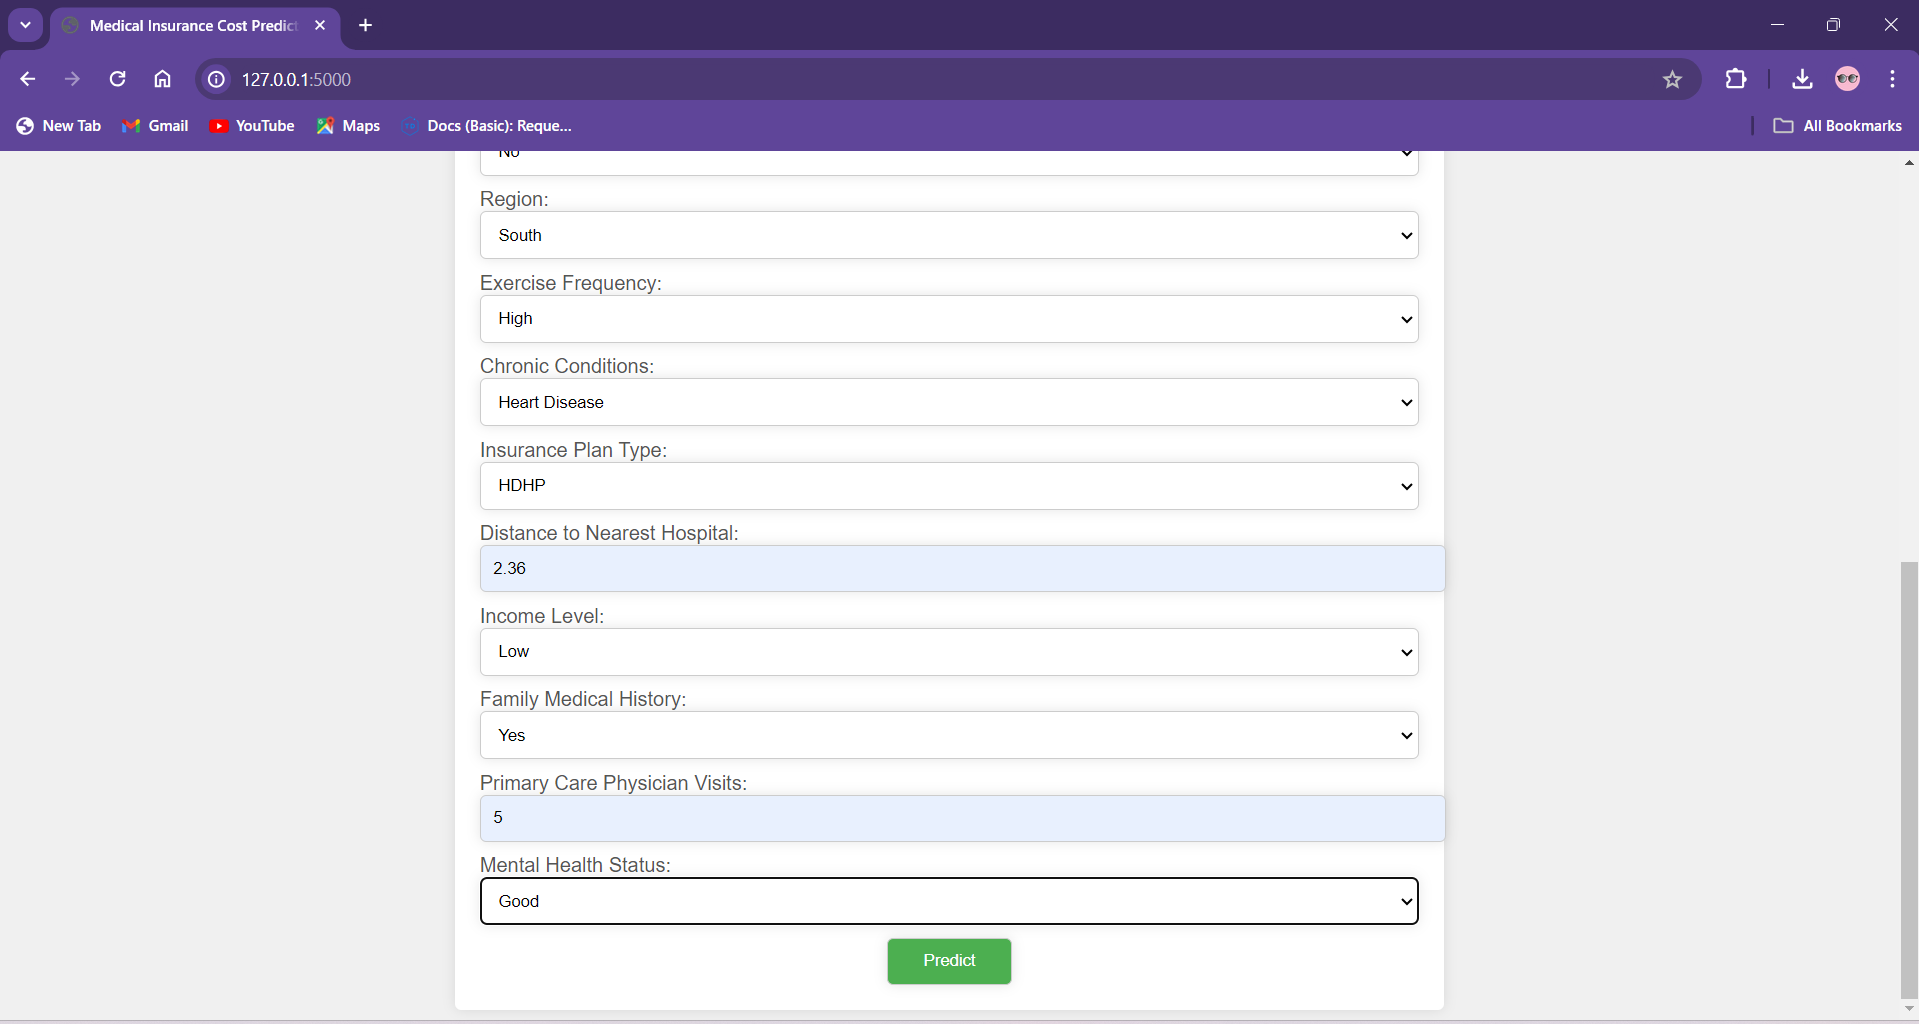 Medical Insurance Cost Predict
127.0.0.1:5000
New Tab Gmail YouTube Maps Docs (Basic): Reque... All Bookmarks
No
Region:
South
Exercise Frequency:
High
Chronic Conditions:
Heart Disease
Insurance Plan Type:
HDHP
Distance to Nearest Hospital:
2.36
Income Level:
Low
Family Medical History:
Yes
Primary Care Physician Visits:
5
Mental Health Status:
Good
Predict